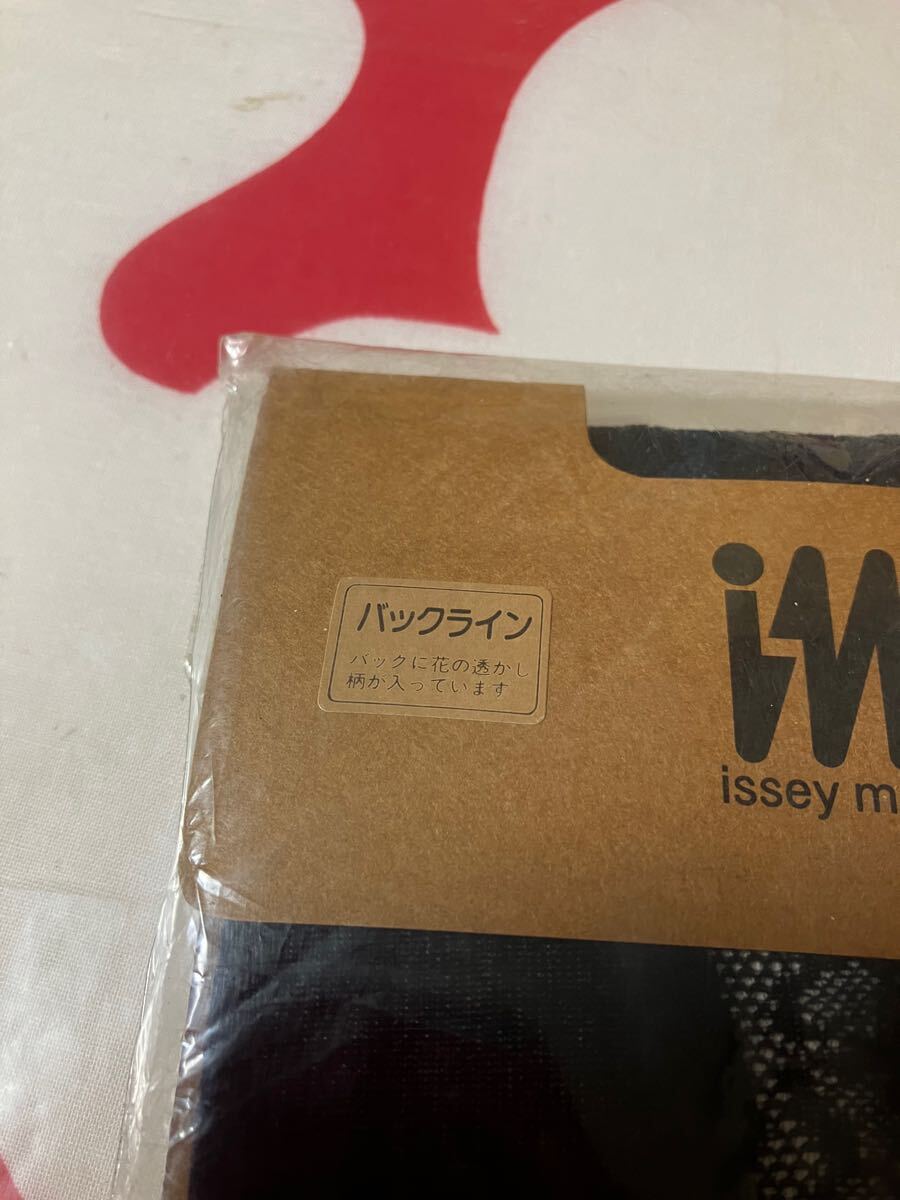 バックライン
バックに花の透かし
柄が入っています
im
issey m